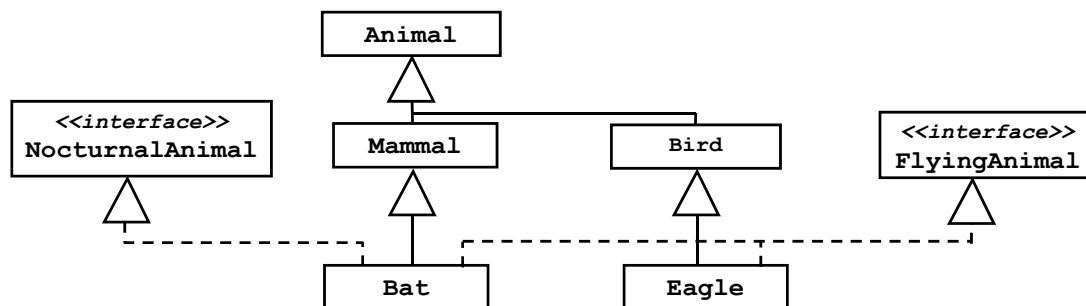 Animal
<<interface>>
NocturnalAnimal
Mammal
Bird
<<interface>>
FlyingAnimal
Bat
Eagle